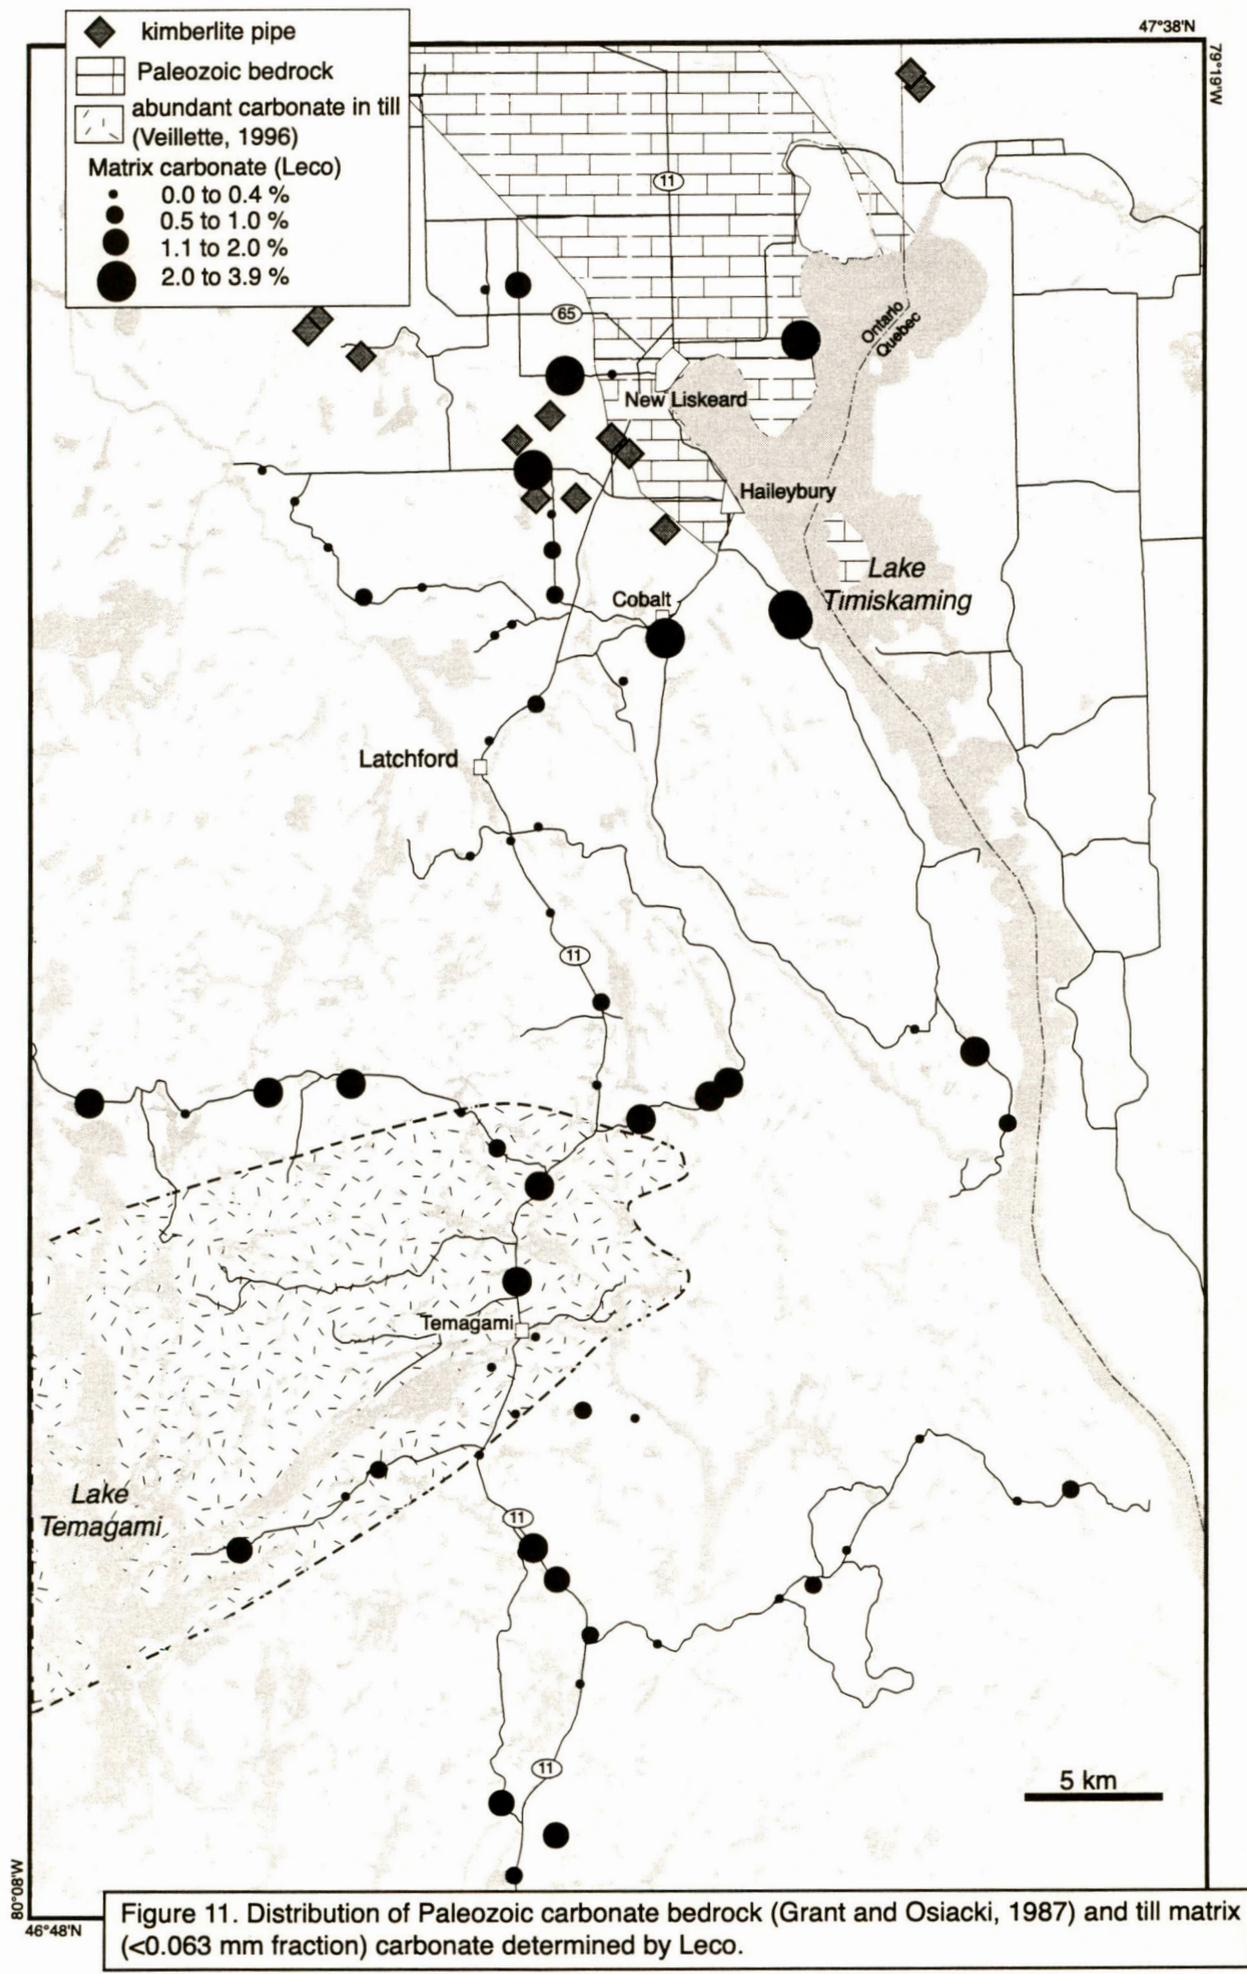 47°38'N
79°19'W
kimberlite pipe
Paleozoic bedrock
abundant carbonate in till
(Veillette, 1996)
Matrix carbonate (Leco)
0.0 to 0.4 %
0.5 to 1.0 %
1.1 to 2.0 %
2.0 to 3.9 %
11
65
Ontario
Quebec
New Liskeard
Haileybury
Lake
Timiskaming
Cobalt
Latchford
11
Temagami
Lake
Temagami
11
11
5 km
80°08'W
46°48'N
Figure 11. Distribution of Paleozoic carbonate bedrock (Grant and Osiacki, 1987) and till matrix
(<0.063 mm fraction) carbonate determined by Leco.